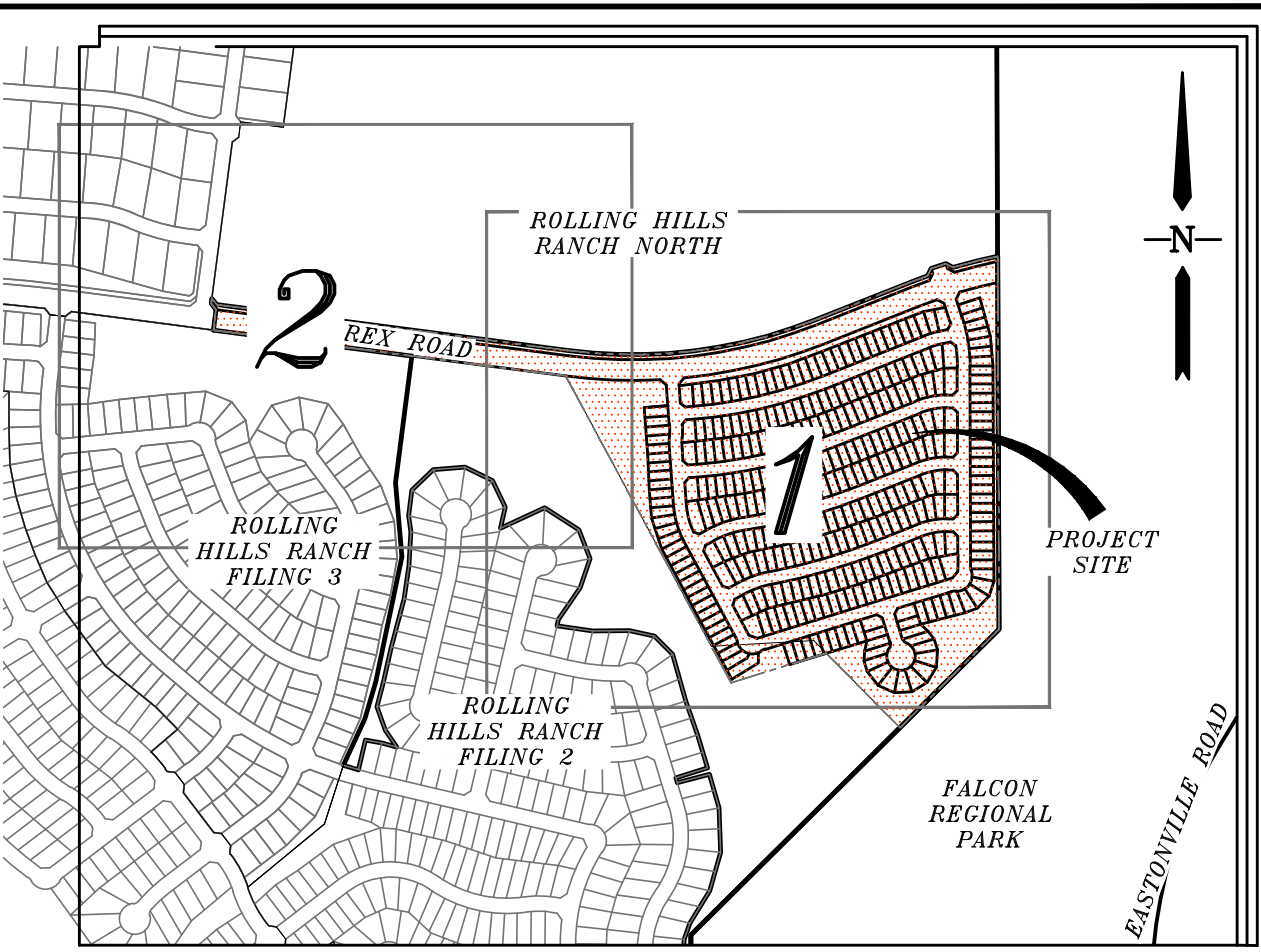 ROLLING HILLS
RANCH NORTH
N
2
REX ROAD
1
ROLLING
HILLS RANCH
FILING 3
PROJECT
SITE
ROLLING
HILLS RANCH
FILING 2
FALCON
REGIONAL
PARK
EASTONVILLE ROAD